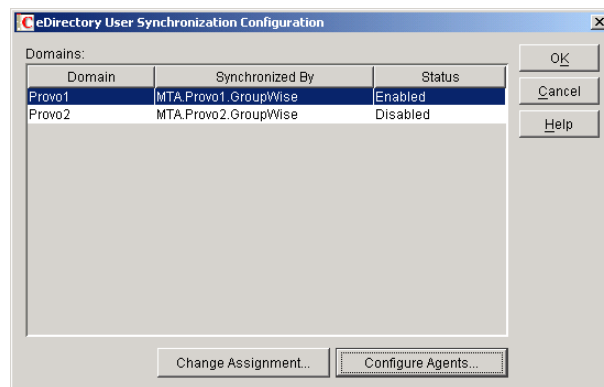 eDirectory User Synchronization Configuration
Domains:
Domain Synchronized By Status
Provo1 MTA.Provo1.GroupWise Enabled
Provo2 MTA.Provo2.GroupWise Disabled
OK
Cancel
Help
Change Assignment... Configure Agents...